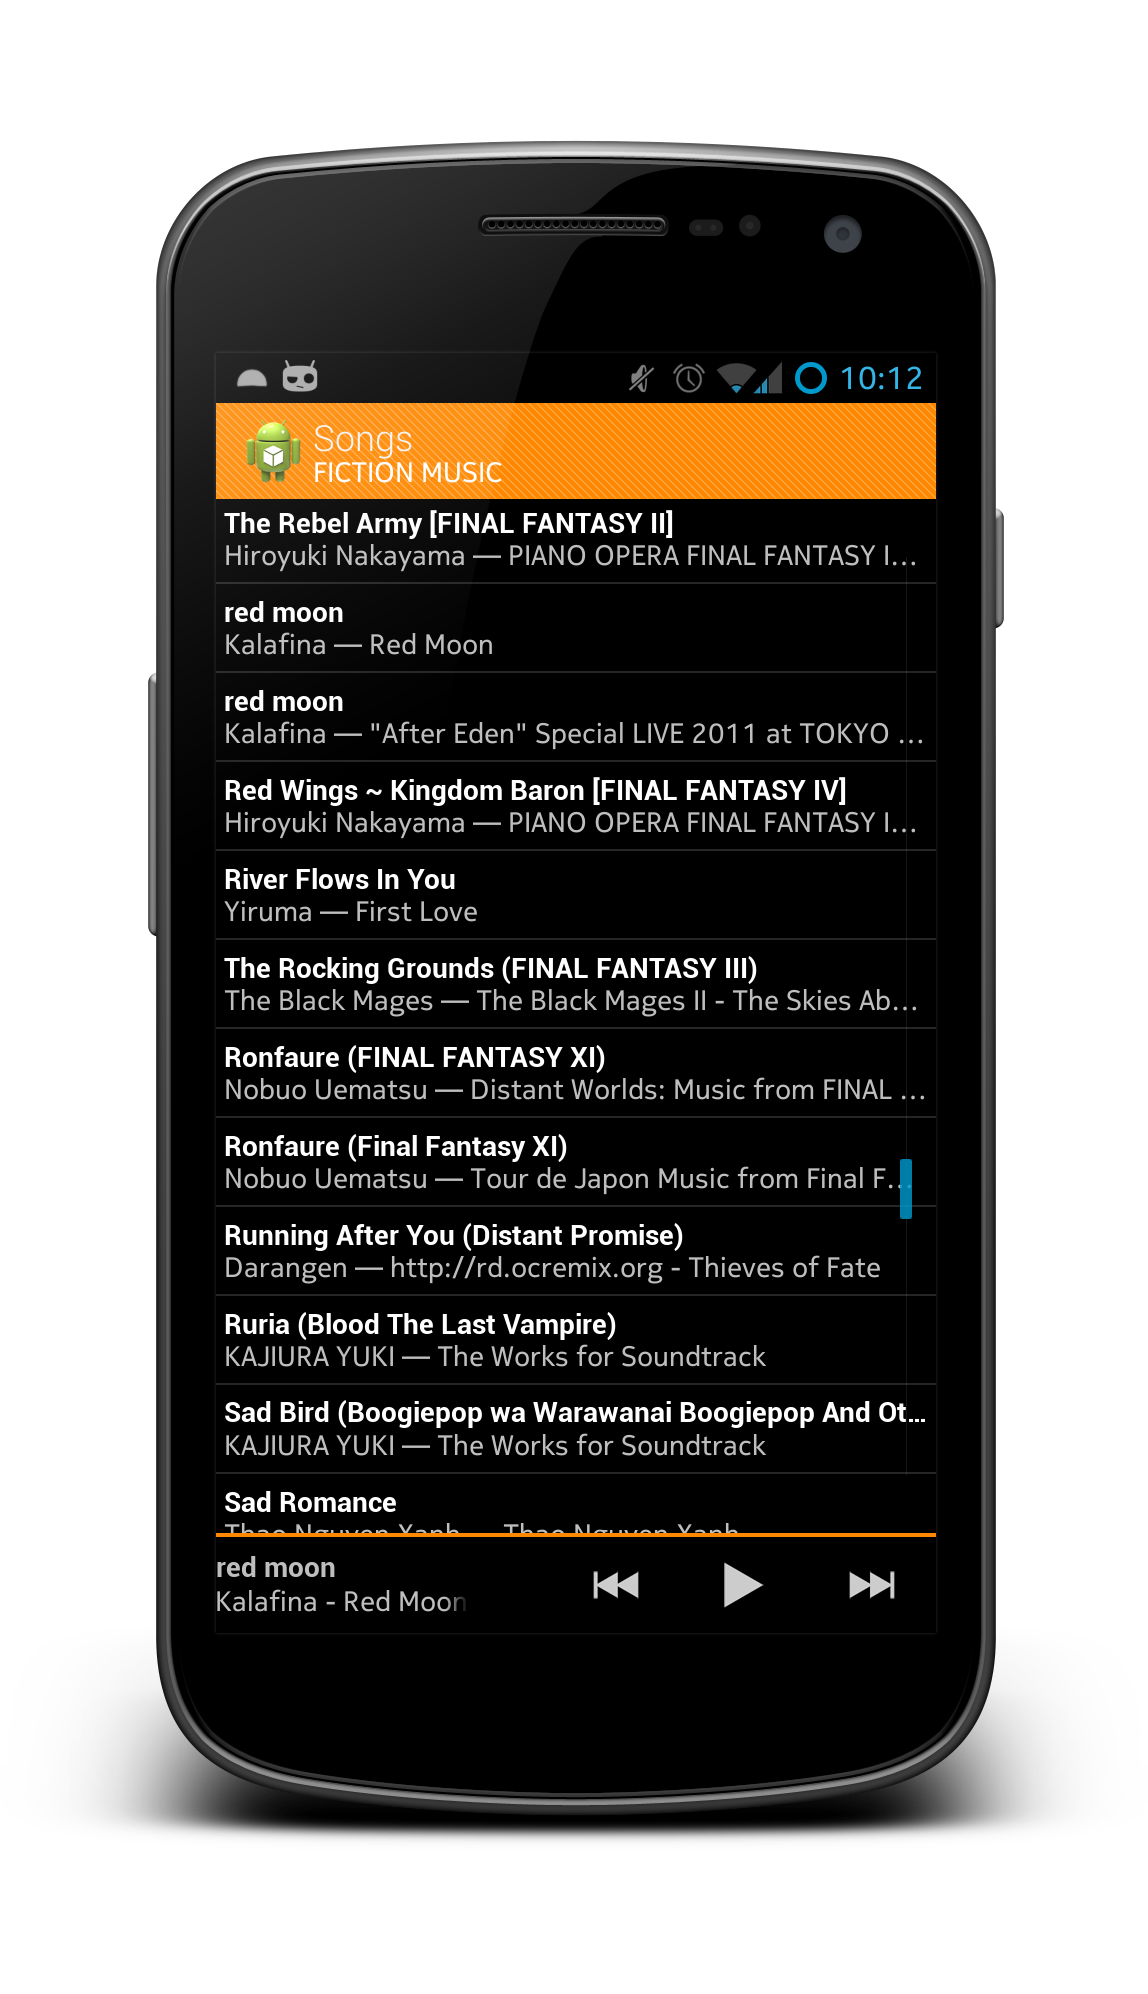 10:12
Songs
FICTION MUSIC
The Rebel Army [FINAL FANTASY II]
Hiroyuki Nakayama — PIANO OPERA FINAL FANTASY I…
red moon
Kalafina — Red Moon
red moon
Kalafina — "After Eden" Special LIVE 2011 at TOKYO …
Red Wings ~ Kingdom Baron [FINAL FANTASY IV]
Hiroyuki Nakayama — PIANO OPERA FINAL FANTASY I…
River Flows In You
Yiruma — First Love
The Rocking Grounds (FINAL FANTASY III)
The Black Mages — The Black Mages II - The Skies Ab…
Ronfaure (FINAL FANTASY XI)
Nobuo Uematsu — Distant Worlds: Music from FINAL …
Ronfaure (Final Fantasy XI)
Nobuo Uematsu — Tour de Japon Music from Final F…
Running After You (Distant Promise)
Darangen — http://rd.ocremix.org - Thieves of Fate
Ruria (Blood The Last Vampire)
KAJIURA YUKI — The Works for Soundtrack
Sad Bird (Boogiepop wa Warawanai Boogiepop And Ot…
KAJIURA YUKI — The Works for Soundtrack
Sad Romance
Thao Nguyen Xanh — Thao Nguyen Xanh
red moon
Kalafina - Red Moon